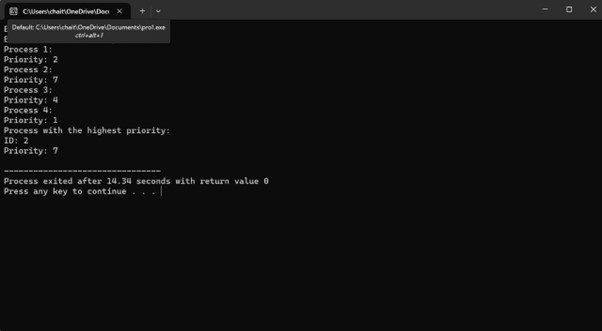 C:\Users\chait\OneDrive\Docu
Default: C:\Users\chait\OneDrive\Documents\pro1.exe
ctrl+alt+1
Process 1:
Priority: 2
Process 2:
Priority: 7
Process 3:
Priority: 4
Process 4:
Priority: 1
Process with the highest priority:
ID: 2
Priority: 7
--------------------------------
Process exited after 14.34 seconds with return value 0
Press any key to continue . . .